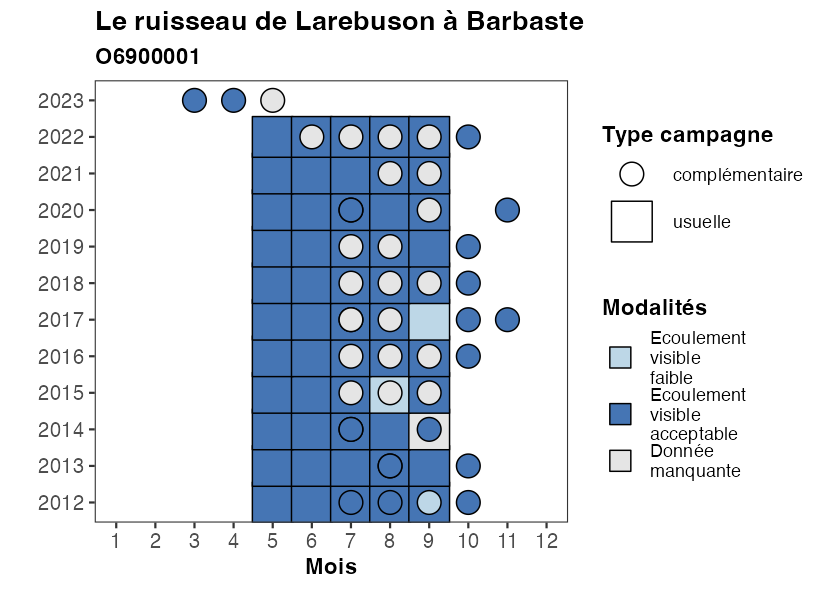 Le ruisseau de Larebuson à Barbaste
O6900001
2023
2022
2021
2020
2019
2018
2017
2016
2015
2014
2013
2012
1 2 3 4 5 6 7 8 9 10 11 12
Mois
Type campagne
complémentaire
usuelle
Modalités
Ecoulement
visible
faible
Ecoulement
visible
acceptable
Donnée
manquante